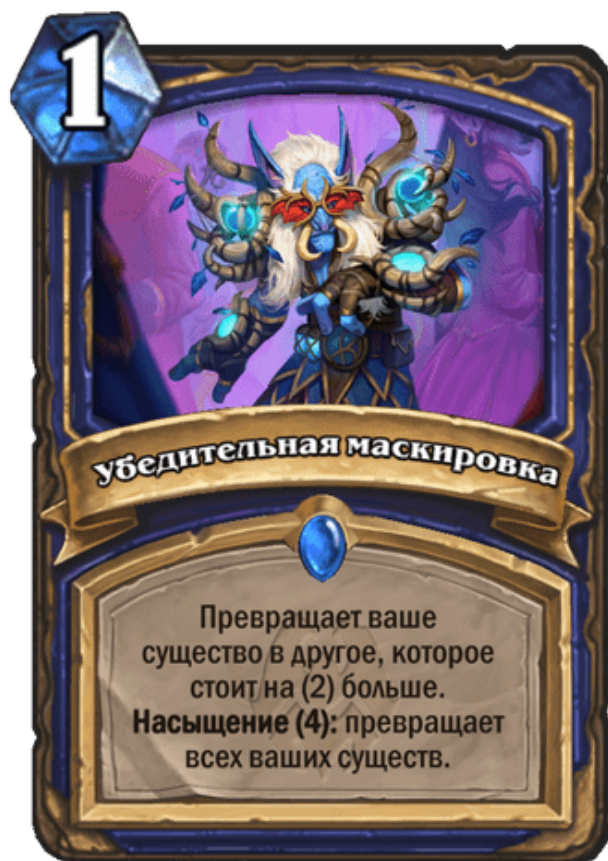 1
Убедительная маскировка
Превращает ваше
существо в другое, которое
стоит на (2) больше.
Насыщение (4): превращает
всех ваших существ.